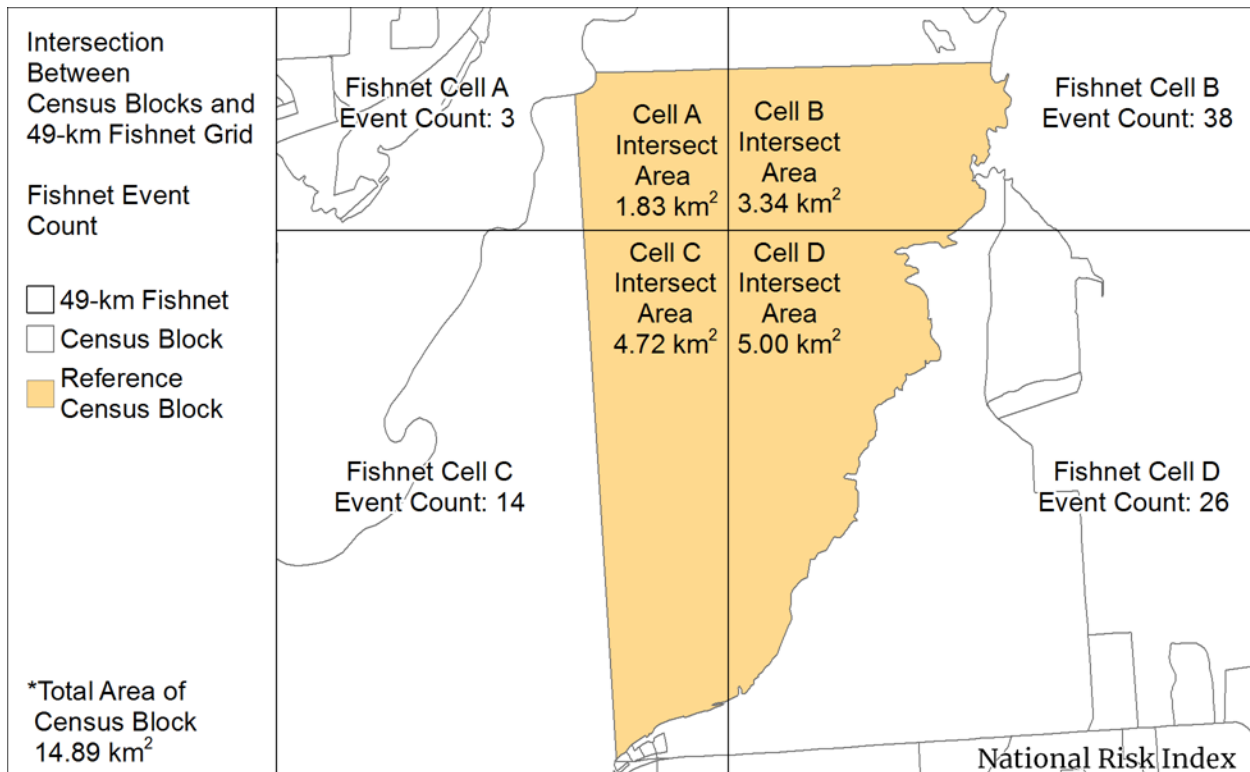 Intersection
Between
Census Blocks and
49-km Fishnet Grid
Fishnet Event
Count
49-km Fishnet
Census Block
Reference
Census Block
*Total Area of
Census Block
14.89 km²
Fishnet Cell A
Event Count: 3
Cell A
Intersect
Area
1.83 km²
Cell B
Intersect
Area
3.34 km²
Fishnet Cell B
Event Count: 38
Cell C
Intersect
Area
4.72 km²
Cell D
Intersect
Area
5.00 km²
Fishnet Cell C
Event Count: 14
Fishnet Cell D
Event Count: 26
National Risk Index